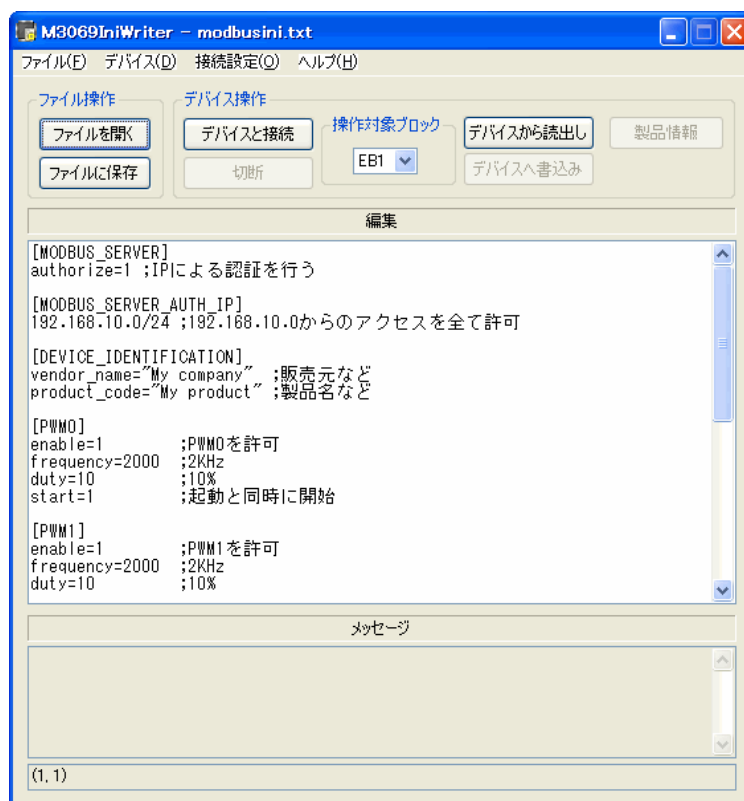 M3069IniWriter - modbusini.txt
ファイル(F) デバイス(D) 接続設定(O) ヘルプ(H)
ファイル操作 デバイス操作
ファイルを開く デバイスと接続 操作対象ブロック デバイスから読出し 製品情報
ファイルに保存 切断 EB1 デバイスへ書込み
編集
[MODBUS_SERVER]
authorize=1 ;IPによる認証を行う
[MODBUS_SERVER_AUTH_IP]
192.168.10.0/24 ;192.168.10.0からのアクセスを全て許可
[DEVICE_IDENTIFICATION]
vendor_name="My company" ;販売元など
product_code="My product" ;製品名など
[PWM0]
enable=1 ;PWM0を許可
frequency=2000 ;2KHz
duty=10 ;10%
start=1 ;起動と同時に開始
[PWM1]
enable=1 ;PWM1を許可
frequency=2000 ;2KHz
duty=10 ;10%
メッセージ
(1, 1)